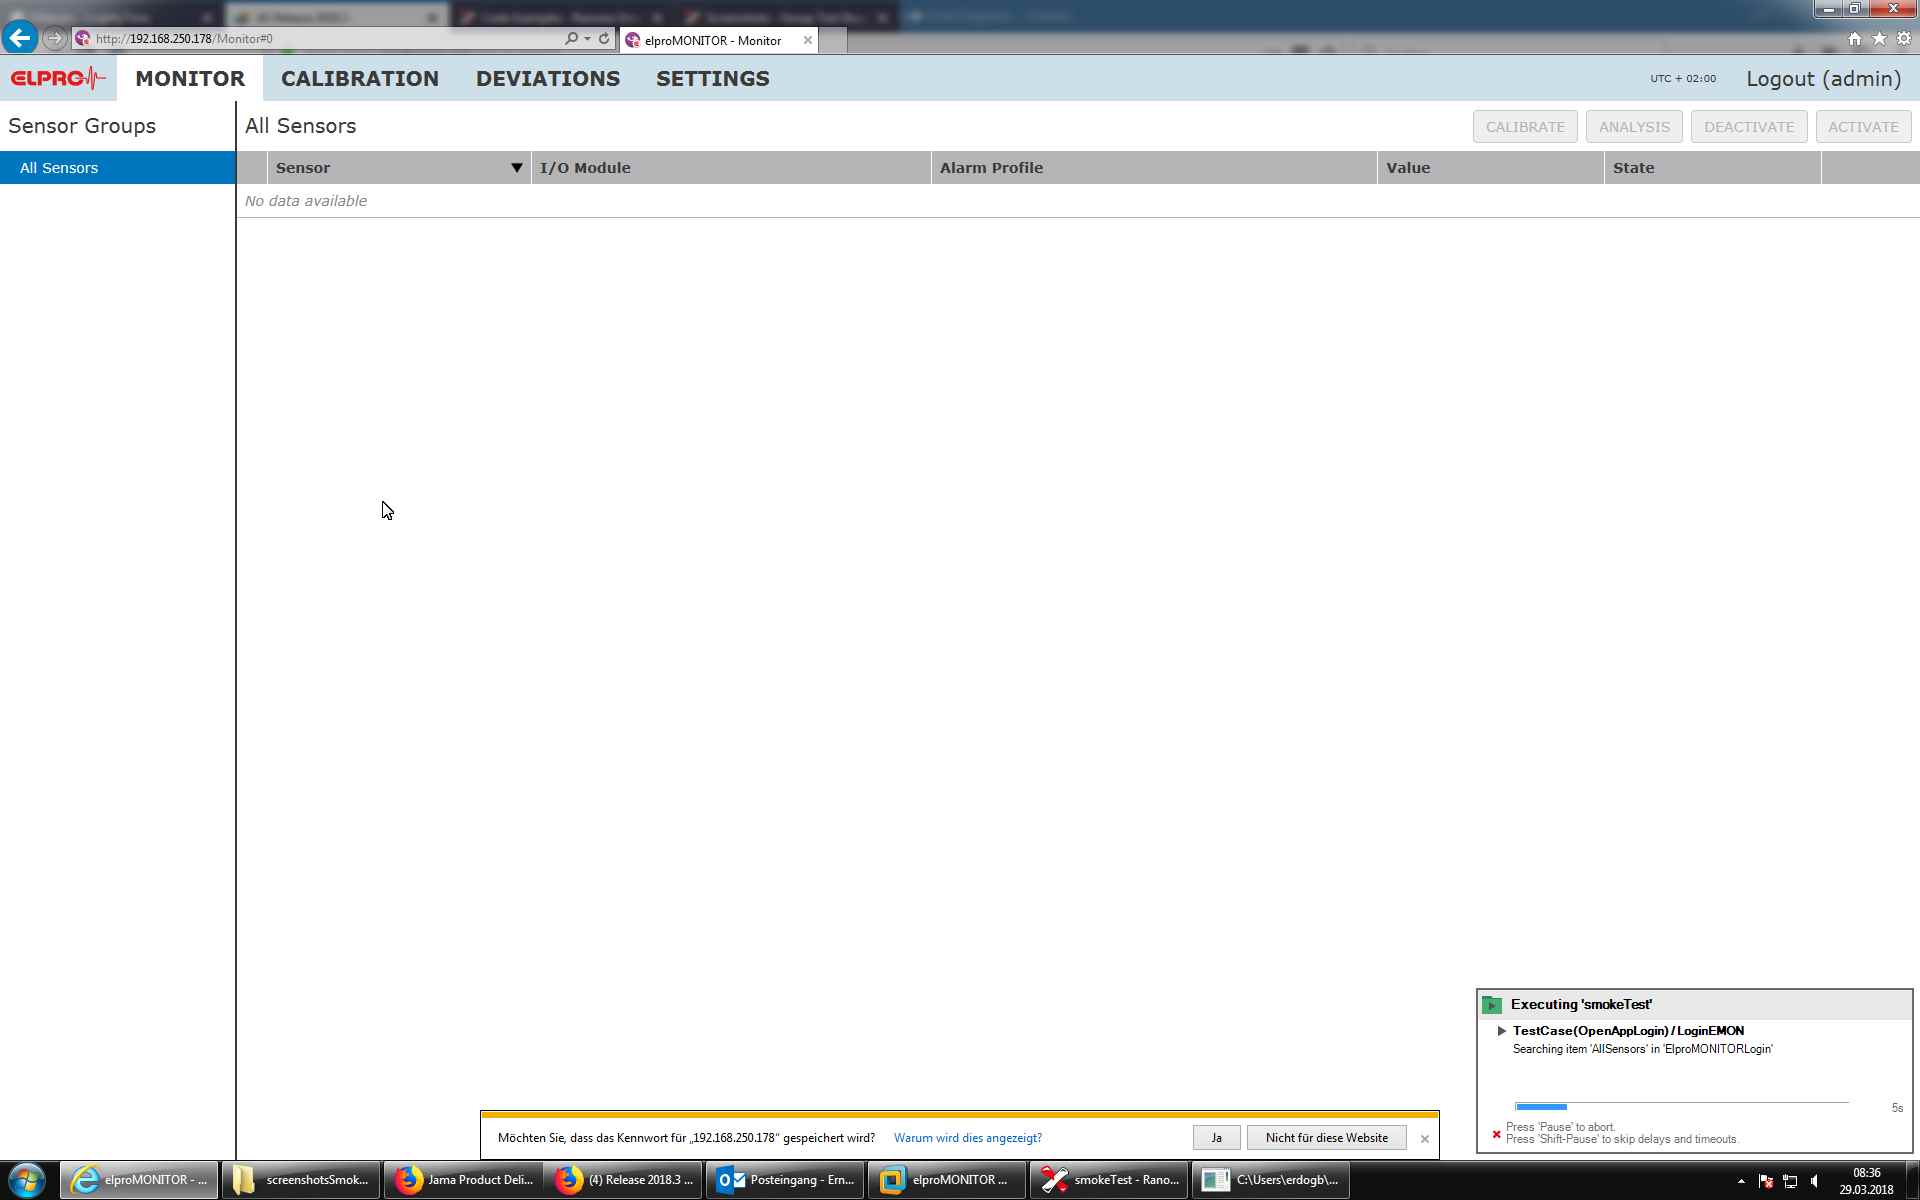 http://192.168.250.178/Monitor#0
elproMONITOR - Monitor
ELPRO
MONITOR
CALIBRATION
DEVIATIONS
SETTINGS
UTC + 02:00
Logout (admin)
Sensor Groups
All Sensors
CALIBRATE
ANALYSIS
DEACTIVATE
ACTIVATE
All Sensors
Sensor
I/O Module
Alarm Profile
Value
State
No data available
Executing 'smokeTest'
TestCase(OpenAppLogin) / LoginEMON
Searching item 'AllSensors' in 'ElproMONITORLogin'
5s
Press 'Pause' to abort.
Press 'Shift-Pause' to skip delays and timeouts.
Möchten Sie, dass das Kennwort für „192.168.250.178“ gespeichert wird?
Warum wird dies angezeigt?
Ja
Nicht für diese Website
elproMONITOR - ...
screenshotsSmok...
Jama Product Deli...
(4) Release 2018.3 ...
Posteingang - Ern...
elproMONITOR ...
smokeTest - Rano...
C:\Users\erdogb\...
08:36
29.03.2018